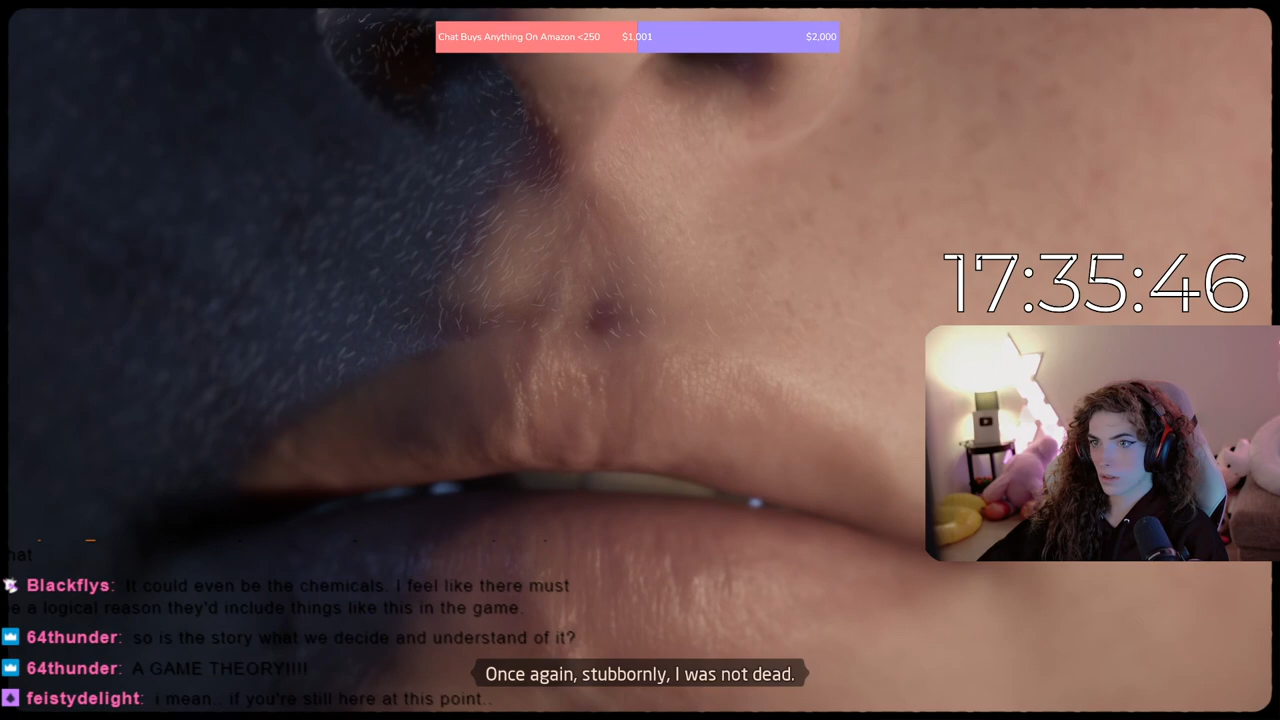 Chat Buys Anything On Amazon <250 $1,001 $2,000
17:35:46
hat
Blackflys: It could even be the chemicals. I feel like there must
e a logical reason they'd include things like this in the game.
64thunder: so is the story what we decide and understand of it?
64thunder: A GAME THEORY!!!!
feistydelight: i mean.. if you're still here at this point..
Once again, stubbornly, I was not dead.